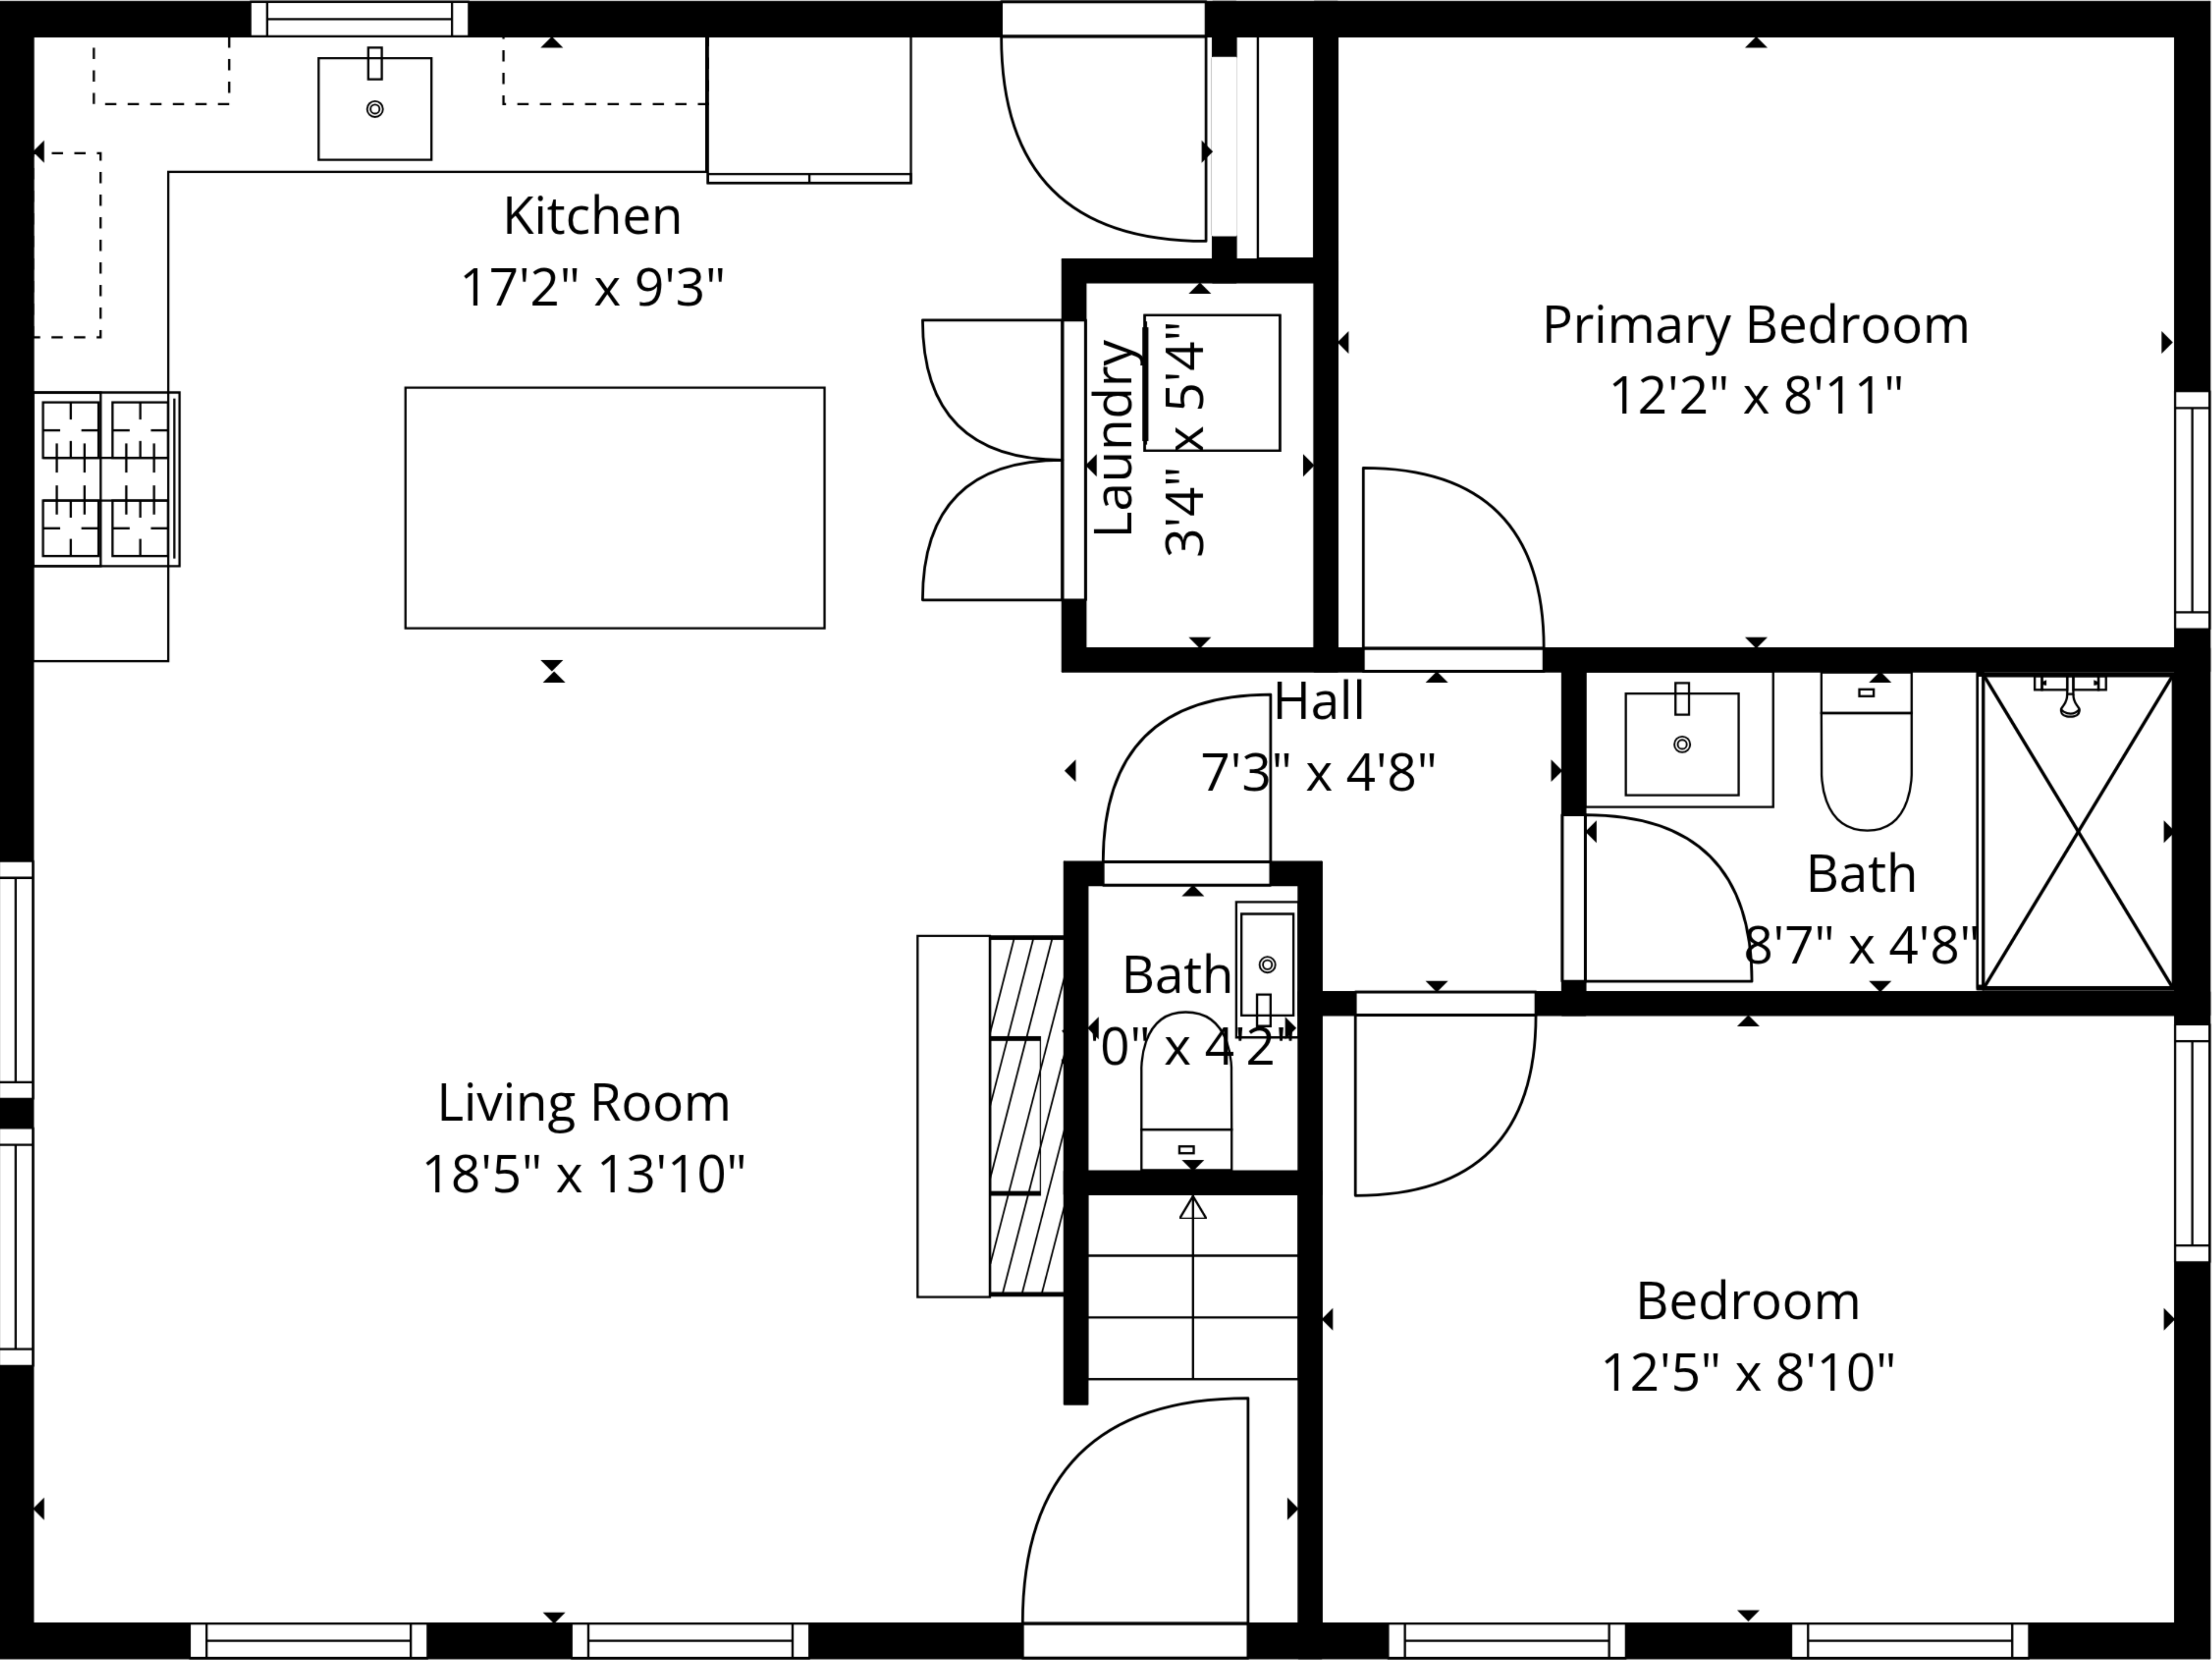 Kitchen
17'2" x 9'3"
Laundry
3'4" x 5'4"
Primary Bedroom
12'2" x 8'11"
Hall
7'3" x 4'8"
Bath
8'7" x 4'8"
Bath
'0" x 4'2"
Living Room
18'5" x 13'10"
Bedroom
12'5" x 8'10"